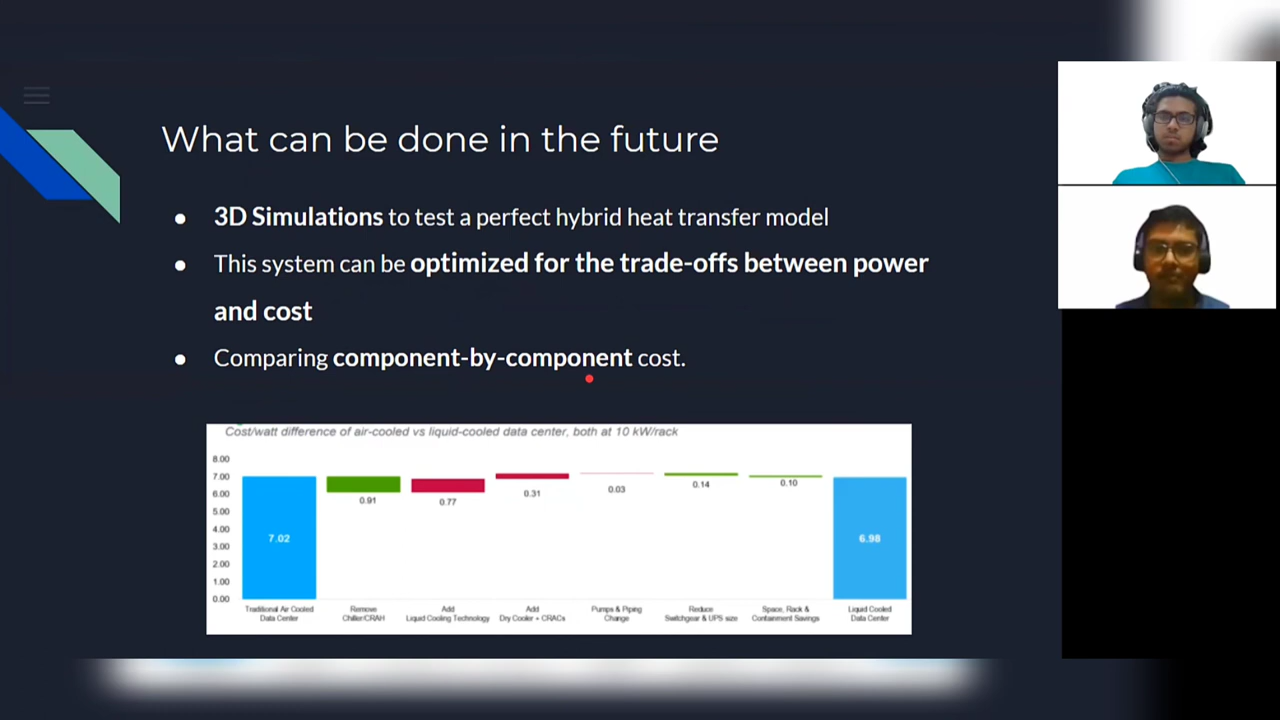 What can be done in the future
● 3D Simulations to test a perfect hybrid heat transfer model
● This system can be optimized for the trade-offs between power
and cost
● Comparing component-by-component cost.
Cost/watt difference of air-cooled vs liquid-cooled data center, both at 10 kW/rack
8.00
7.00
6.00
5.00
4.00
3.00
2.00
1.00
0.00
7.02
0.91
0.77
0.31
0.03
0.14
0.10
6.98
Traditional Air Cooled
Data Center
Remove
Chiller/CRAH
Add
Liquid Cooling Technology
Add
Dry Cooler + CRACs
Pumps & Piping
Change
Reduce
Switchgear & UPS size
Space, Rack &
Containment Savings
Liquid Cooled
Data Center